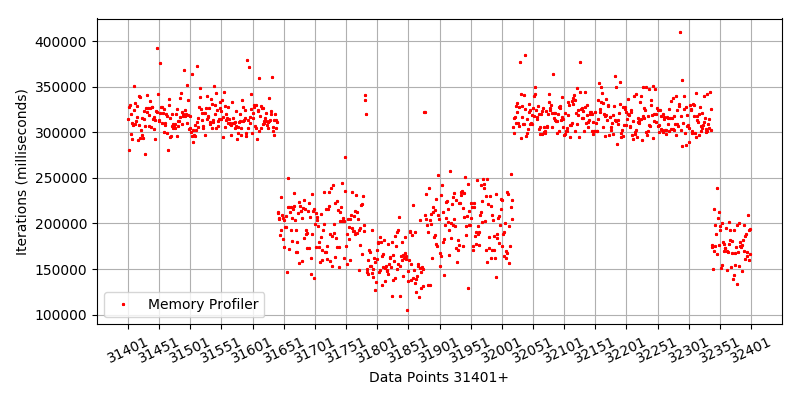 400000
350000
300000
250000
200000
150000
100000
Iterations (milliseconds)
Memory Profiler
31401 31451 31501 31551 31601 31651 31701 31751 31801 31851 31901 31951 32001 32051 32101 32151 32201 32251 32301 32351 32401
Data Points 31401+